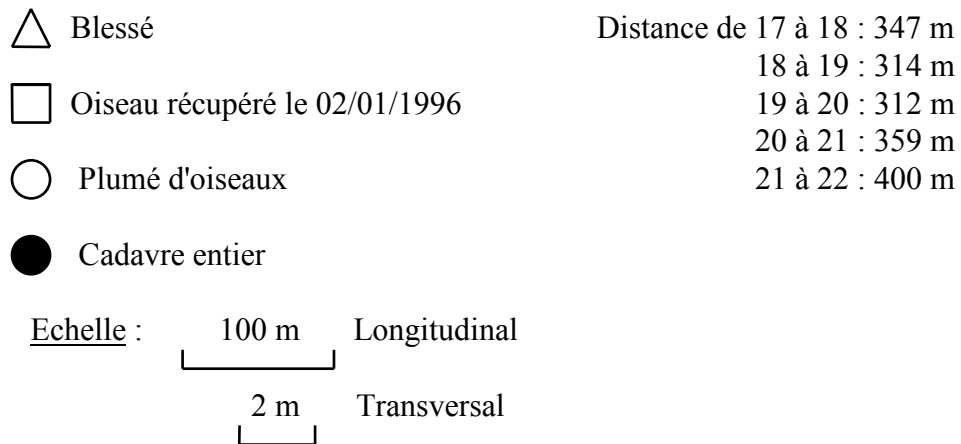 Blessé
Oiseau récupéré le 02/01/1996
Plumé d'oiseaux
Cadavre entier
Distance de 17 à 18 : 347 m
18 à 19 : 314 m
19 à 20 : 312 m
20 à 21 : 359 m
21 à 22 : 400 m
Echelle : 100 m Longitudinal
2 m Transversal